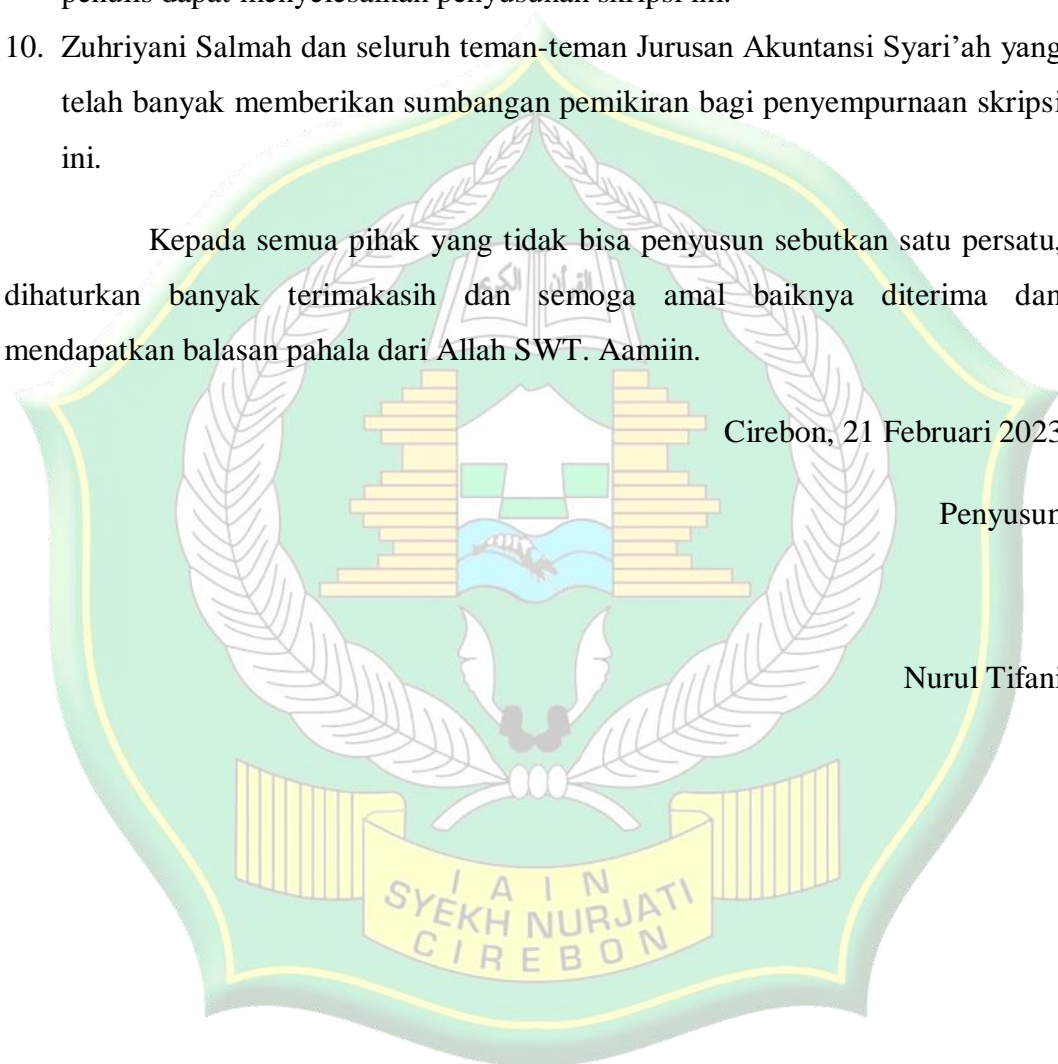 penulis dapat menyelesaikan penyusunan skripsi ini.
10. Zuhriyani Salmah dan seluruh teman-teman Jurusan Akuntansi Syari’ah yang
telah banyak memberikan sumbangan pemikiran bagi penyempurnaan skripsi
ini.
Kepada semua pihak yang tidak bisa penyusun sebutkan satu persatu,
dihaturkan banyak terimakasih dan semoga amal baiknya diterima dan
mendapatkan balasan pahala dari Allah SWT. Aamiin.
Cirebon, 21 Februari 2023
Penyusun
Nurul Tifani
القرآن الكريم
IAIN
SYEKH NURJATI
CIREBON